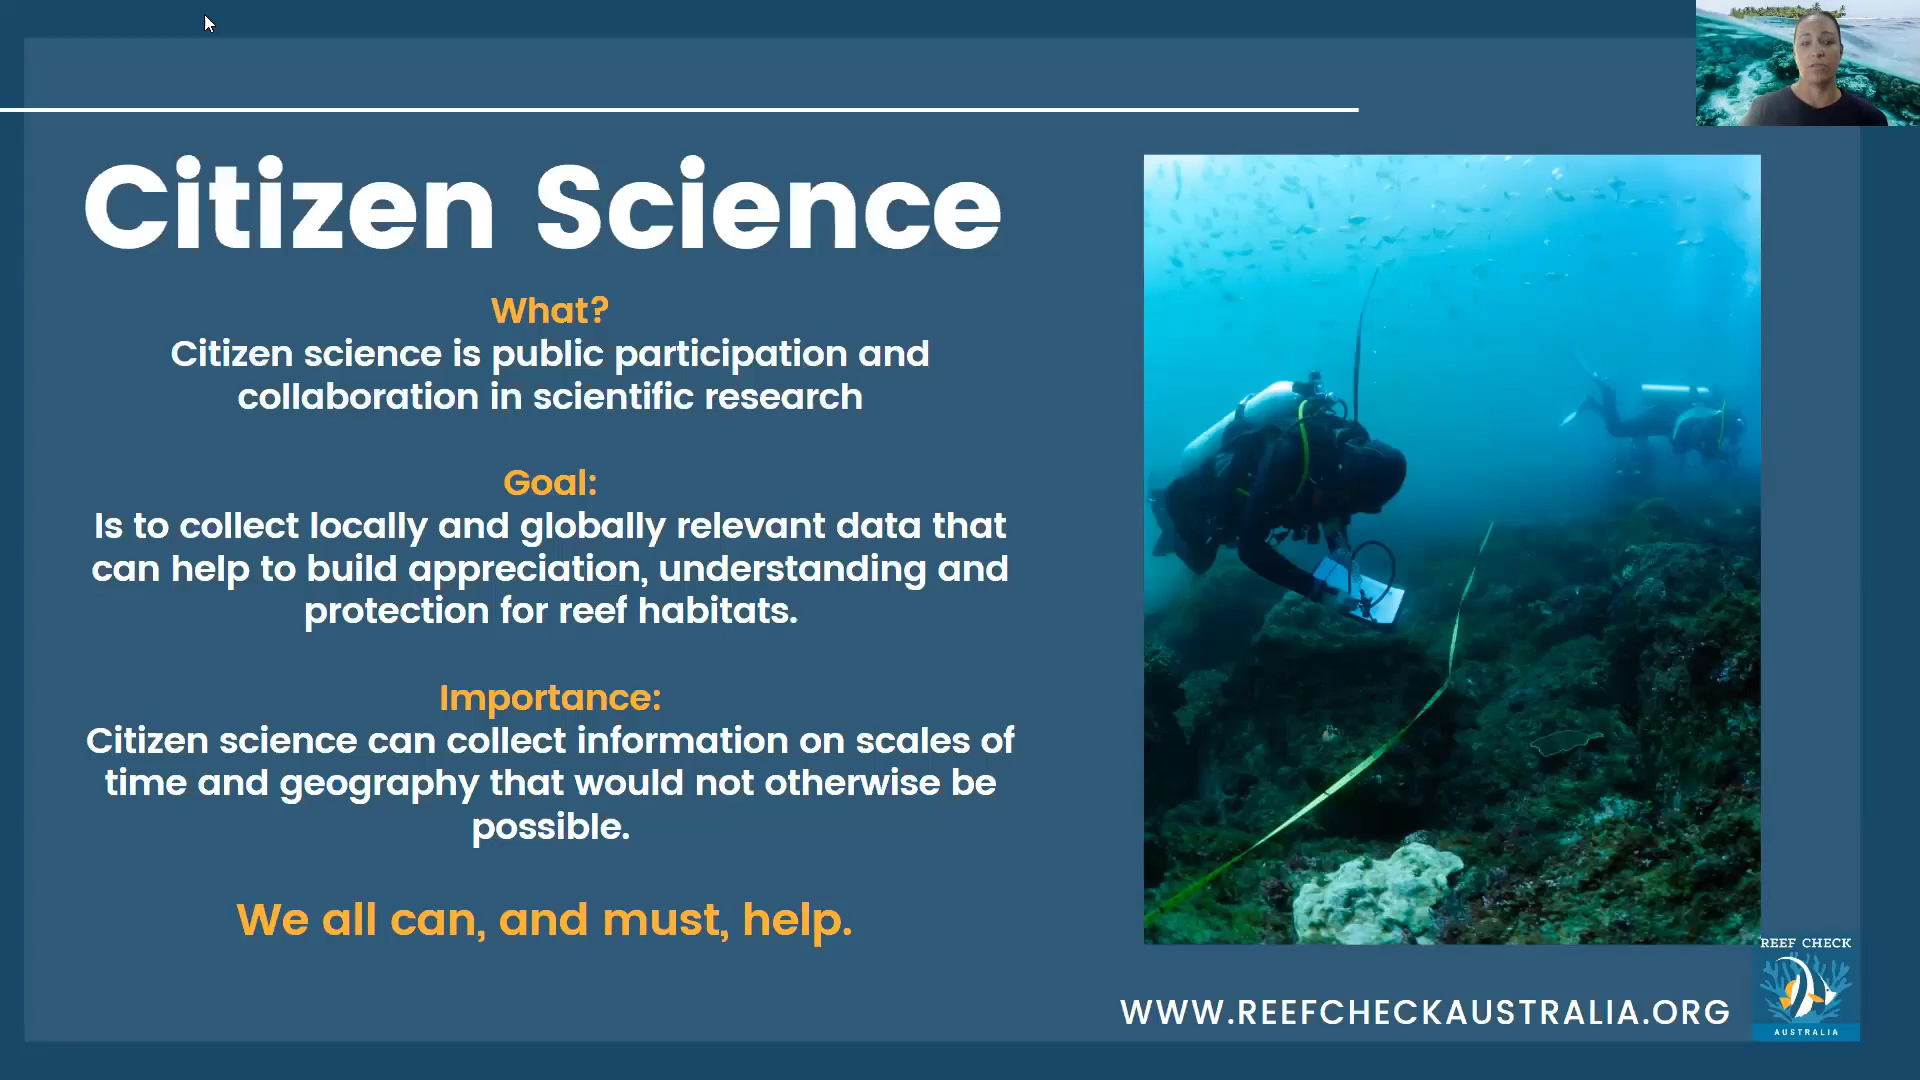 Citizen Science
What?
Citizen science is public participation and
collaboration in scientific research
Goal:
Is to collect locally and globally relevant data that
can help to build appreciation, understanding and
protection for reef habitats.
Importance:
Citizen science can collect information on scales of
time and geography that would not otherwise be
possible.
We all can, and must, help.
WWW.REEFCHECKAUSTRALIA.ORG
REEF CHECK
AUSTRALIA